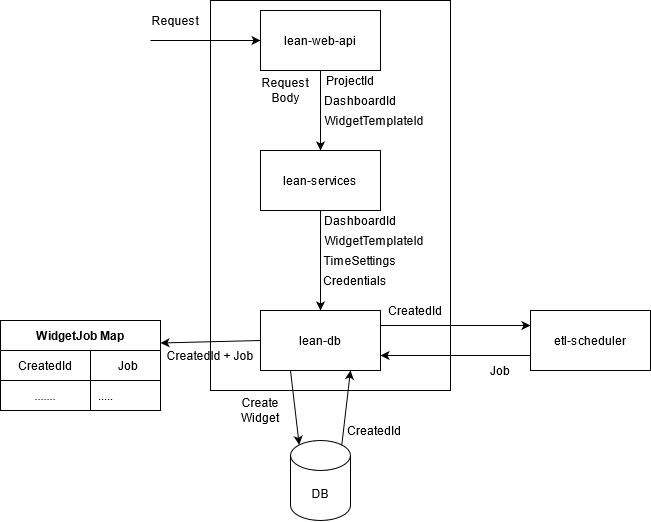 Request
lean-web-api
Request
Body
ProjectId
DashboardId
WidgetTemplateId
lean-services
DashboardId
WidgetTemplateId
TimeSettings
Credentials
CreatedId
WidgetJob Map
CreatedId
Job
.......
.....
CreatedId + Job
lean-db
etl-scheduler
Job
Create
Widget
CreatedId
DB